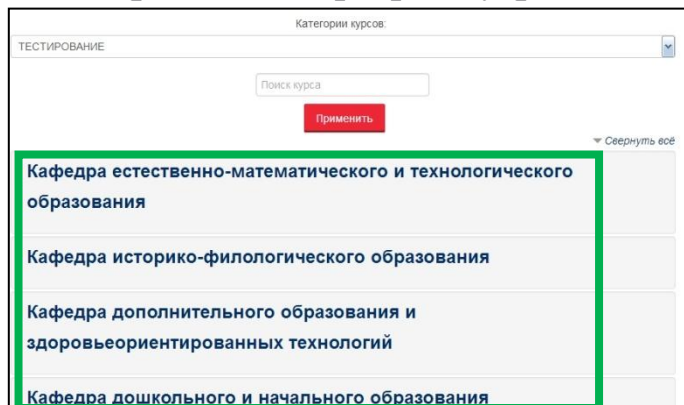 Категории курсов:
ТЕСТИРОВАНИЕ
Поиск курса
Применить
Свернуть всё
Кафедра естественно-математического и технологического
образования
Кафедра историко-филологического образования
Кафедра дополнительного образования и
здоровьеориентированных технологий
Кафедра дошкольного и начального образования